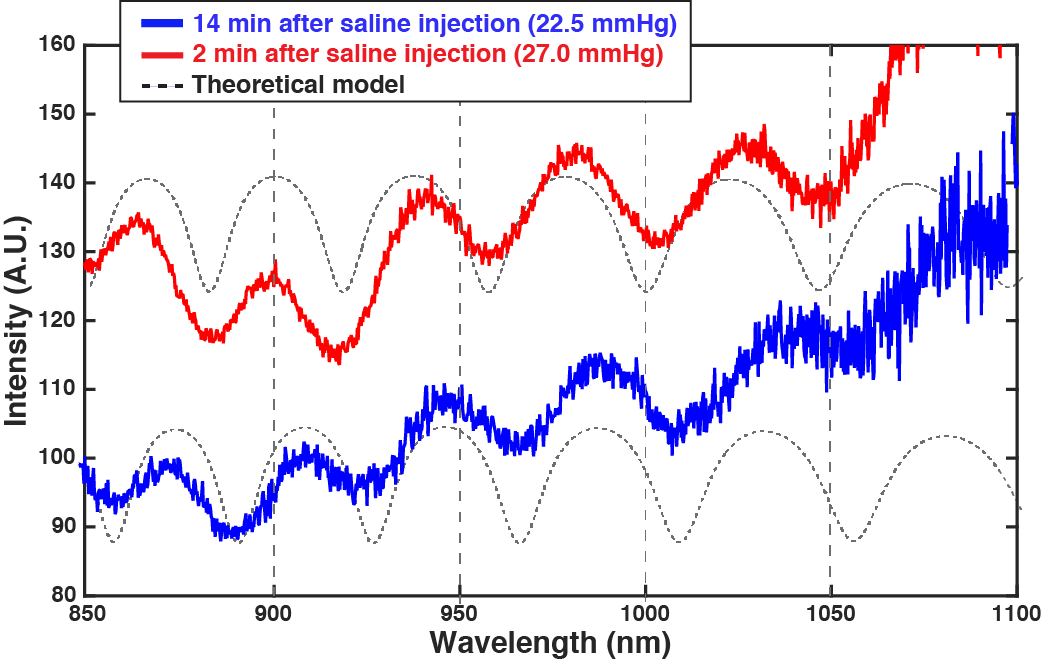 14 min after saline injection (22.5 mmHg)
2 min after saline injection (27.0 mmHg)
Theoretical model
160
150
140
130
120
110
100
90
80
Intensity (A.U.)
850 900 950 1000 1050 1100
Wavelength (nm)